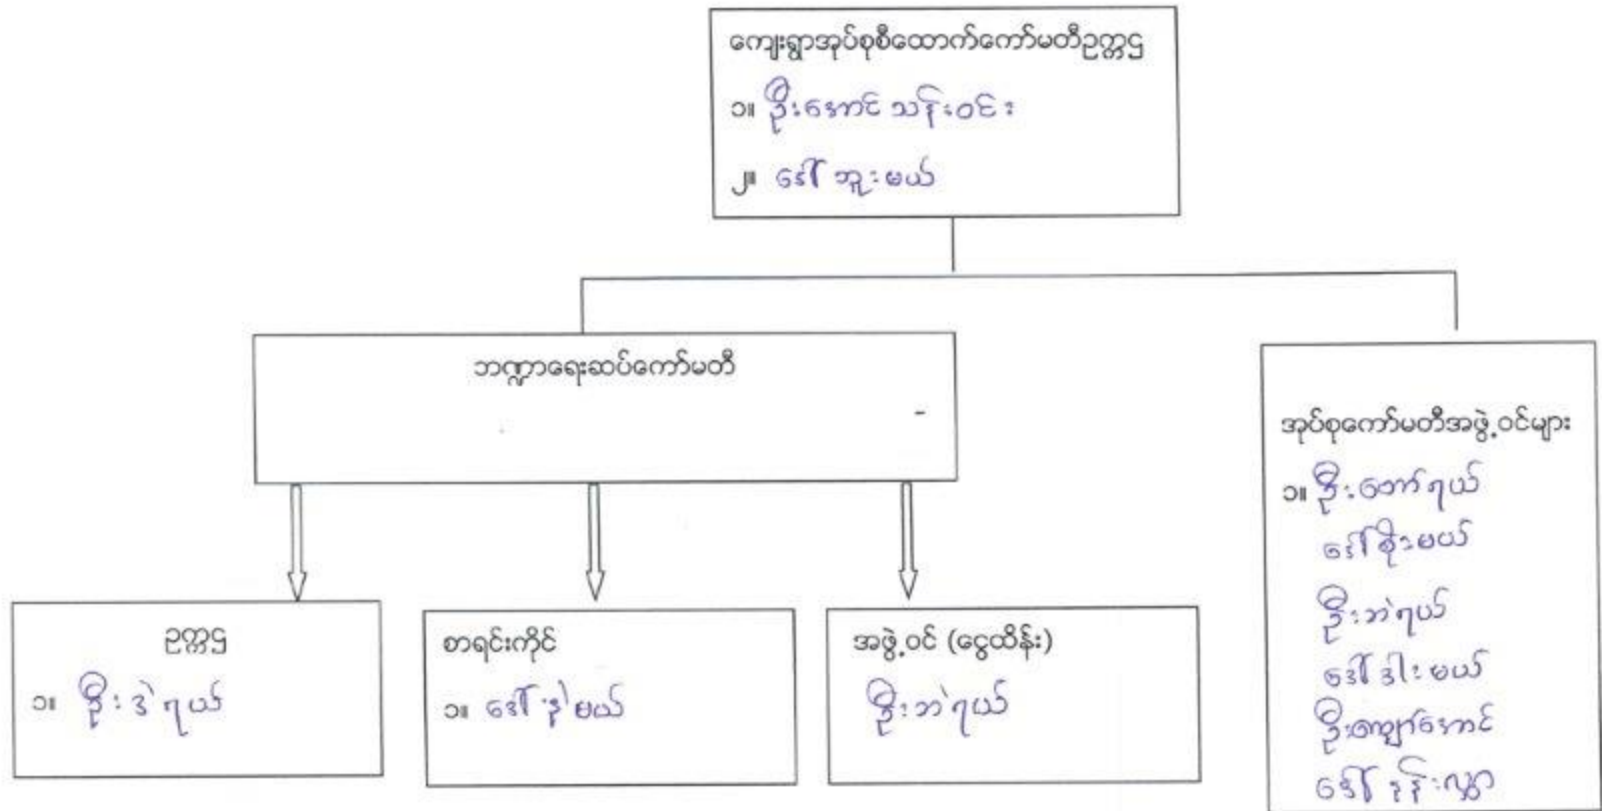 ကျေးရွာအုပ်စုစီထောက်ကော်မတီဥက္ကဌ
၁။ ဦးအောင်သန်းဝင်း
၂။ ဒေါ်ဘူးမယ်
ဘဏ္ဍာရေးဆပ်ကော်မတီ
-
ဥက္ကဌ
၁။ ဦးဒဲရယ်
စာရင်းကိုင်
၁။ ဒေါ်နဲမယ်
အဖွဲ့ဝင် (ငွေထိန်း)
ဦးဘဲရယ်
အုပ်စုကော်မတီအဖွဲ့ဝင်များ
၁။ ဦးတော်ရယ်
ဒေါ်စိုးမယ်
ဦးဘဲရယ်
ဒေါ်ဒါးမယ်
ဦးကျော်အောင်
ဒေါ်နန်းလှာ